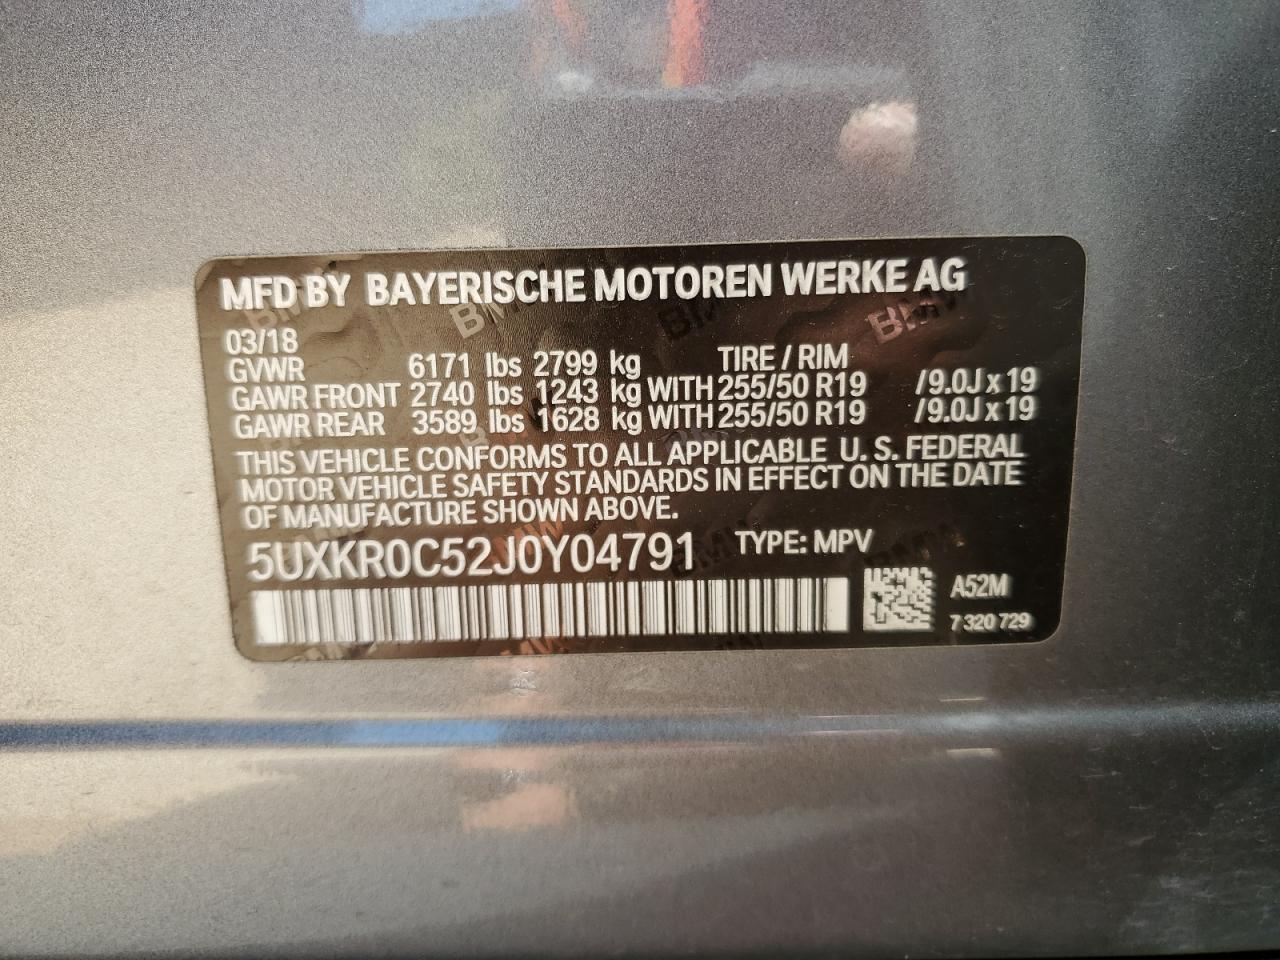 MFD BY BAYERISCHE MOTOREN WERKE AG
03/18
GVWR 6171 lbs 2799 kg TIRE / RIM
GAWR FRONT 2740 lbs 1243 kg WITH 255/50 R19 /9.0J x 19
GAWR REAR 3589 lbs 1628 kg WITH 255/50 R19 /9.0J x 19
THIS VEHICLE CONFORMS TO ALL APPLICABLE U. S. FEDERAL
MOTOR VEHICLE SAFETY STANDARDS IN EFFECT ON THE DATE
OF MANUFACTURE SHOWN ABOVE.
5UXKR0C52J0Y04791 TYPE: MPV
A52M
7 320 729